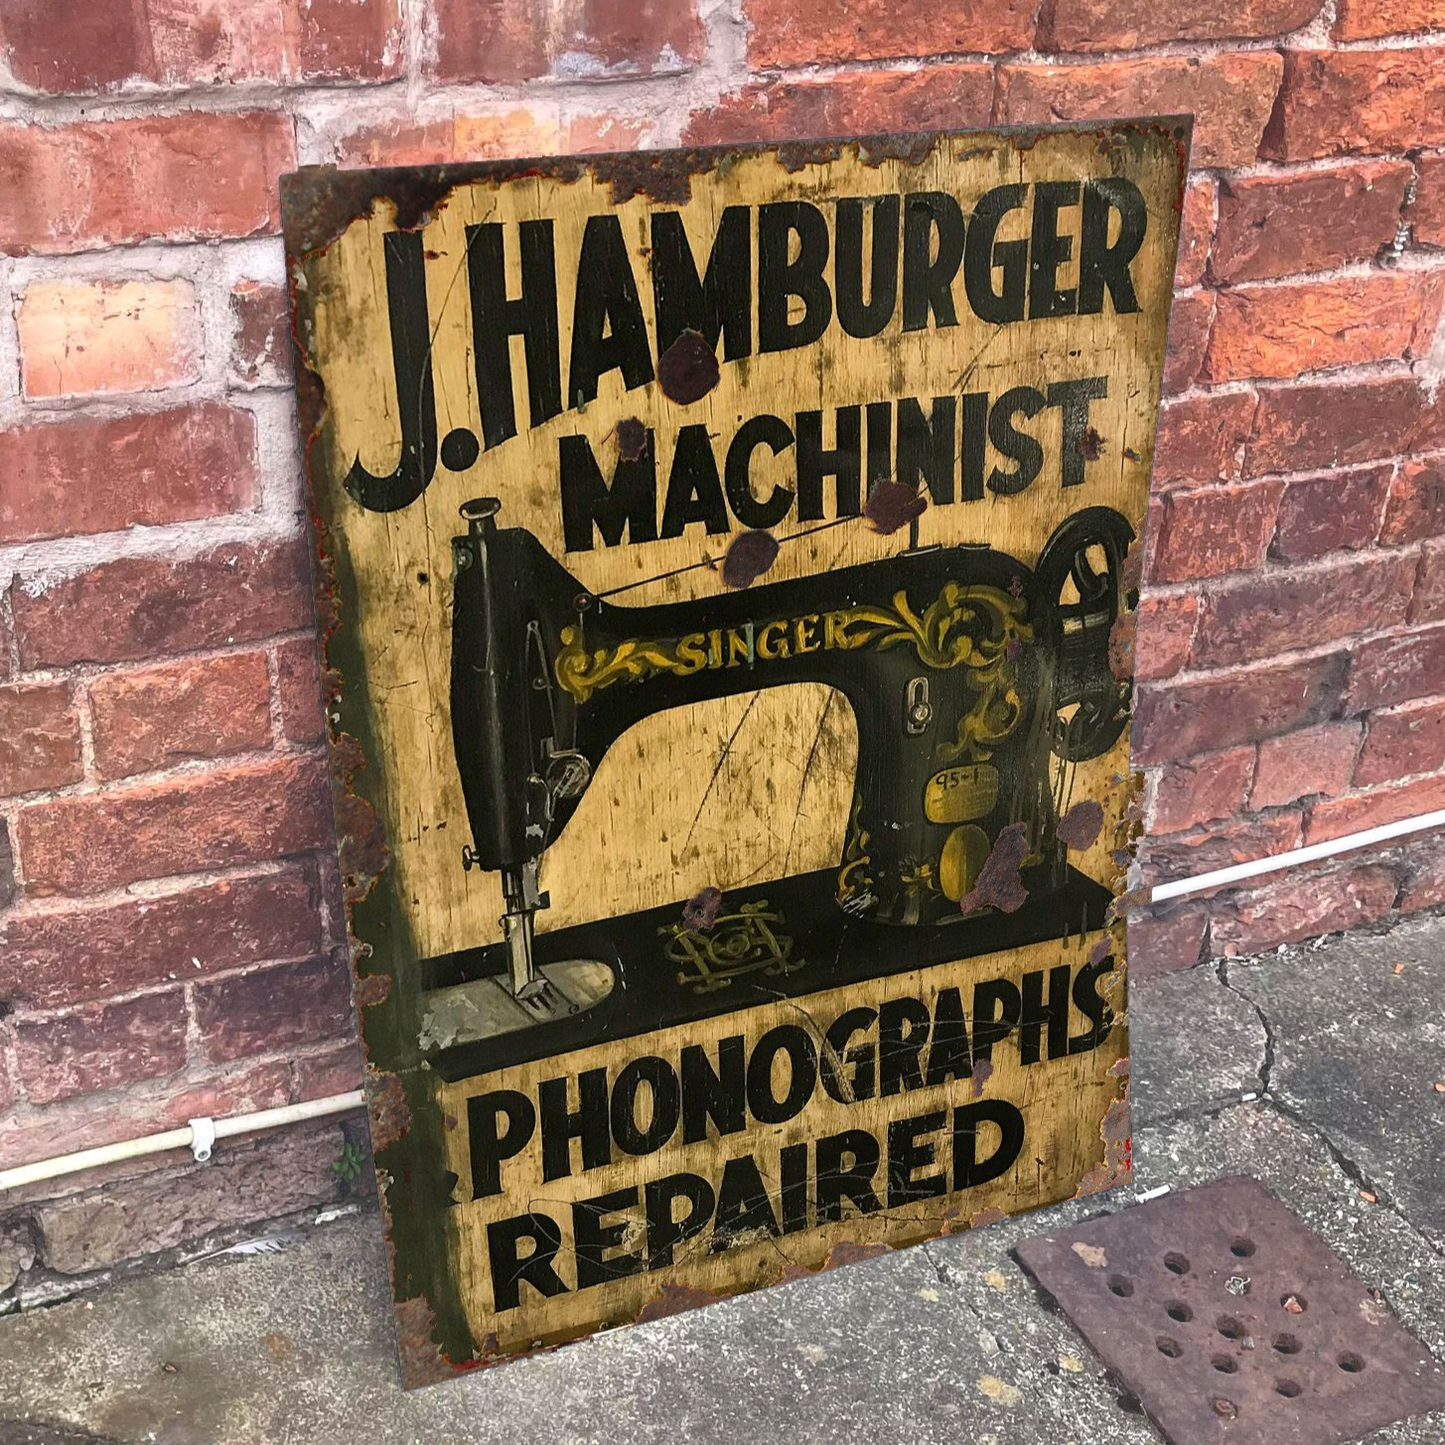 J. HAMBURGER
MACHINIST
SINGER
95-1
PHONOGRAPHS
REPAIRED